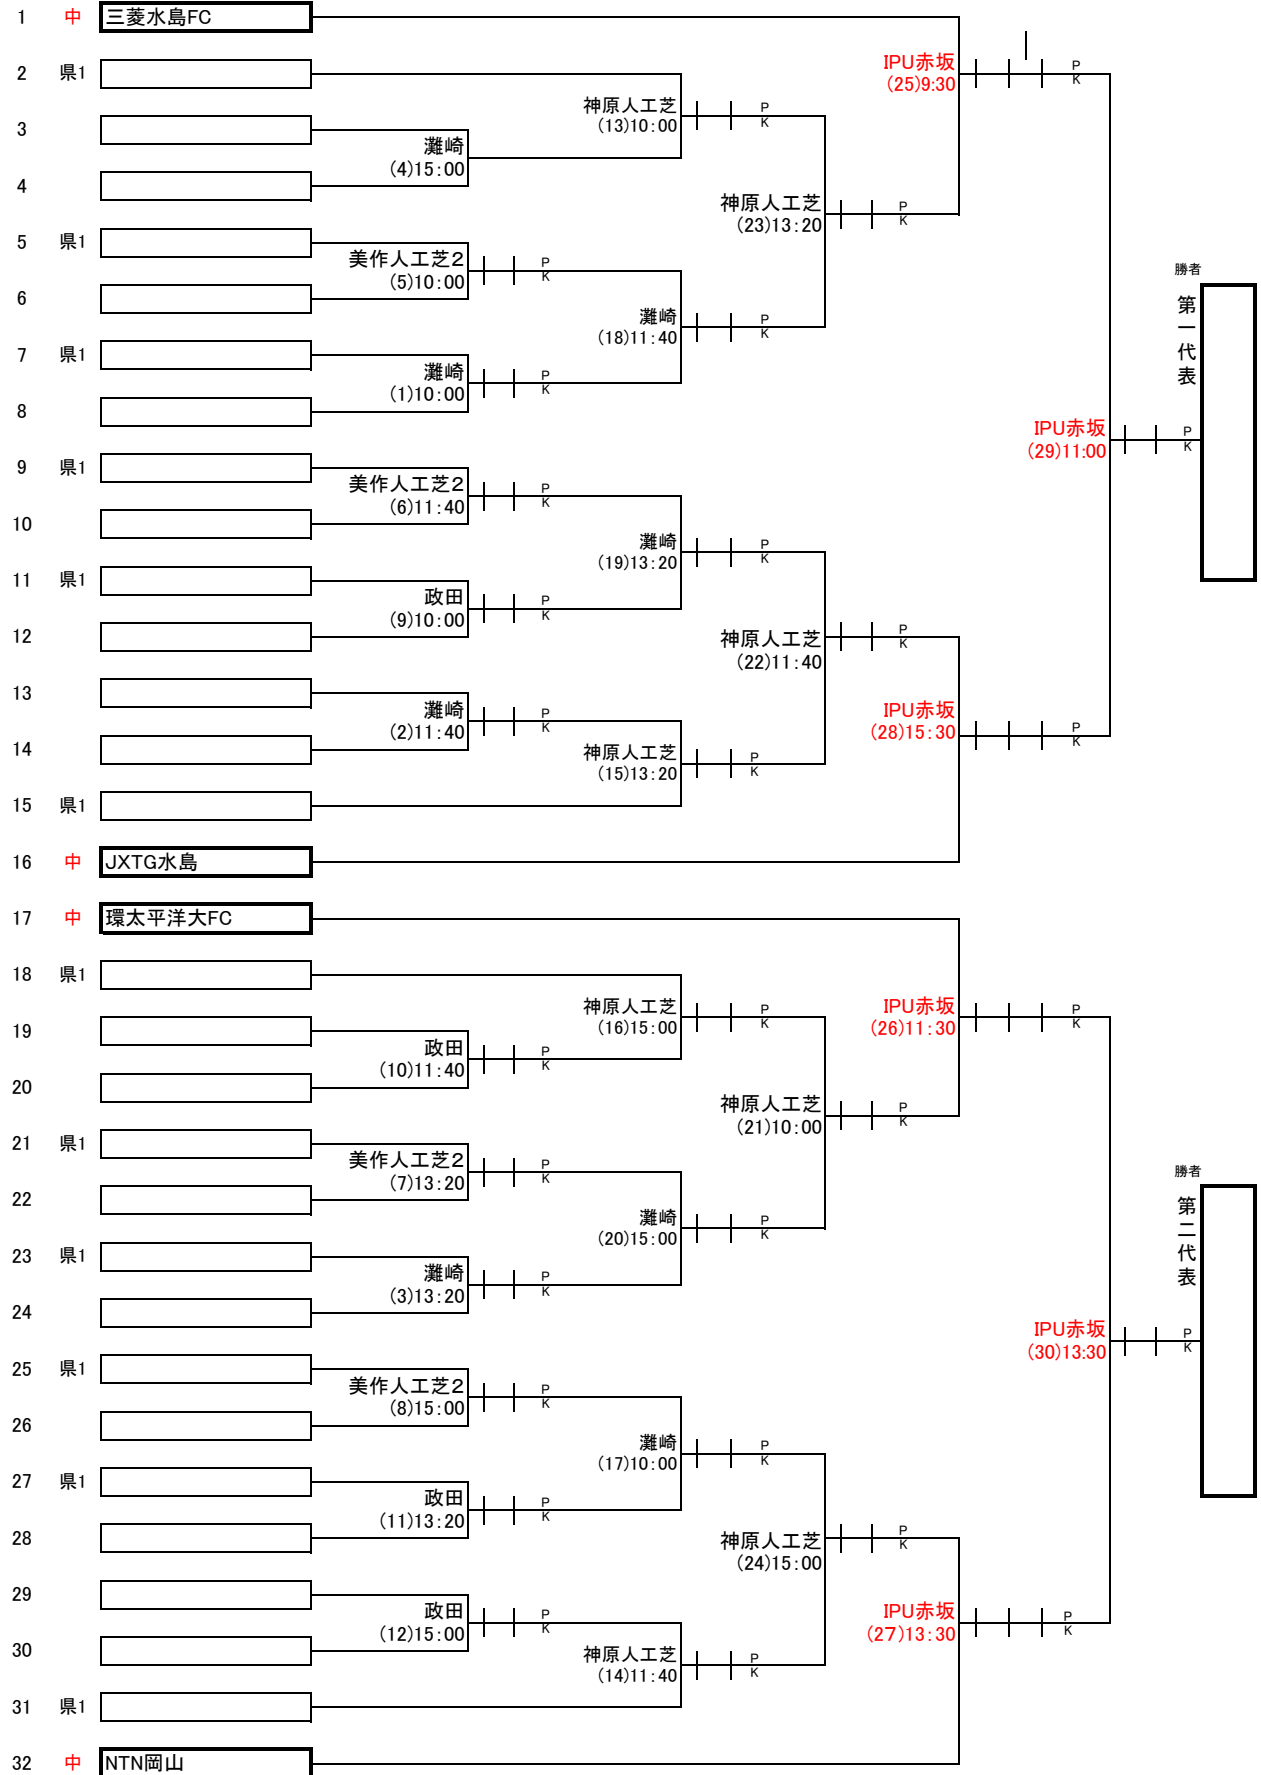 1 中 三菱水島FC
IPU赤坂
(25)9:30
PK
2 県1
神原人工芝
(13)10:00
PK
3
灘崎
(4)15:00
4
神原人工芝
(23)13:20
PK
5 県1
美作人工芝2
(5)10:00
PK
6
灘崎
(18)11:40
PK
7 県1
灘崎
(1)10:00
PK
8
勝者
第一代表
IPU赤坂
(29)11:00
PK
9 県1
美作人工芝2
(6)11:40
PK
10
灘崎
(19)13:20
PK
11 県1
政田
(9)10:00
PK
12
神原人工芝
(22)11:40
PK
13
灘崎
(2)11:40
PK
14
神原人工芝
(15)13:20
PK
IPU赤坂
(28)15:30
PK
15 県1
16 中 JXTG水島
17 中 環太平洋大FC
18 県1
神原人工芝
(16)15:00
PK
IPU赤坂
(26)11:30
PK
19
政田
(10)11:40
PK
20
神原人工芝
(21)10:00
PK
21 県1
美作人工芝2
(7)13:20
PK
22
灘崎
(20)15:00
PK
23 県1
灘崎
(3)13:20
PK
24
勝者
第二代表
IPU赤坂
(30)13:30
PK
25 県1
美作人工芝2
(8)15:00
PK
26
灘崎
(17)10:00
PK
27 県1
政田
(11)13:20
PK
28
神原人工芝
(24)15:00
PK
29
政田
(12)15:00
PK
30
神原人工芝
(14)11:40
PK
IPU赤坂
(27)13:30
PK
31 県1
32 中 NTN岡山